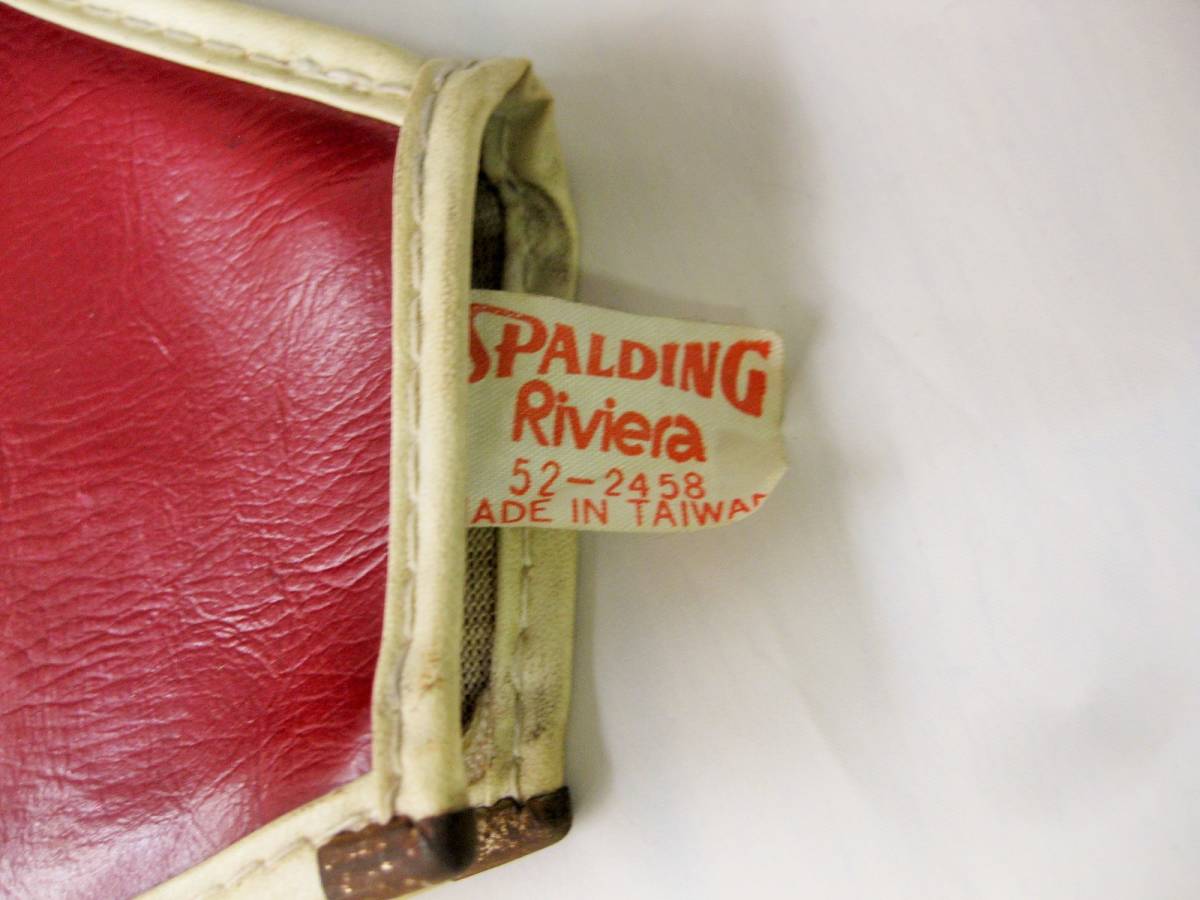 SPALDING
Riviera
52-2458
ADE IN TAIWA